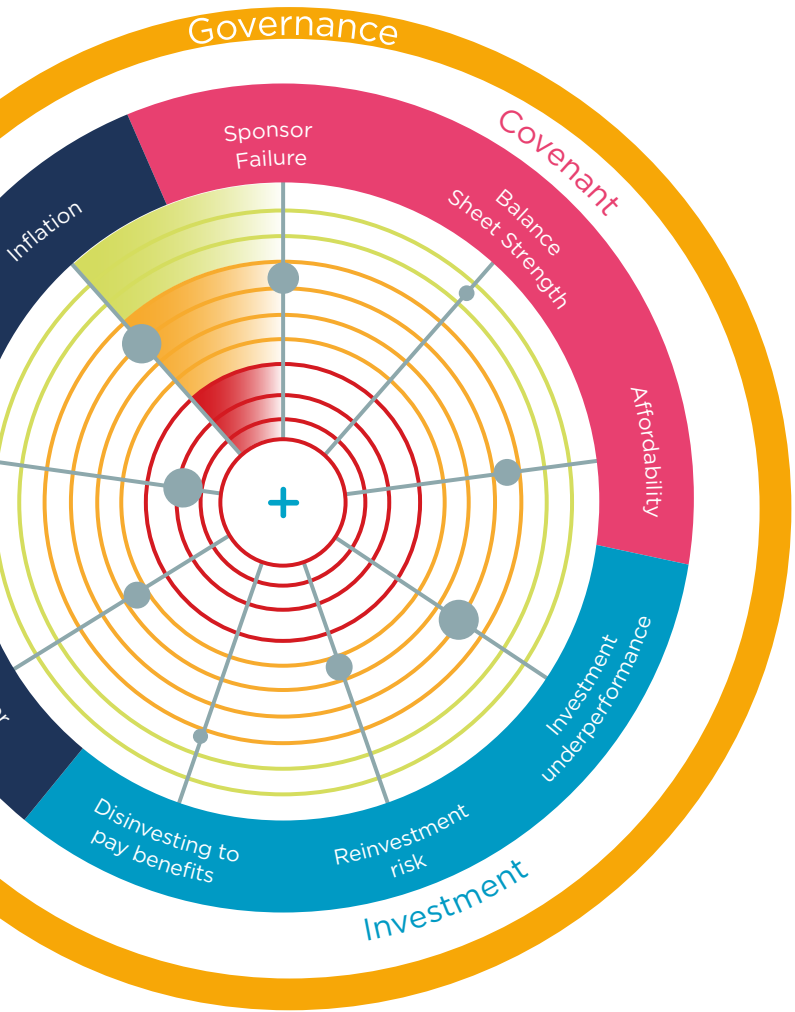 Governance
Covenant
Sponsor
Failure
Balance
Sheet Strength
Affordability
Inflation
Investment
underperformance
Reinvestment
risk
Disinvesting to
pay benefits
Investment